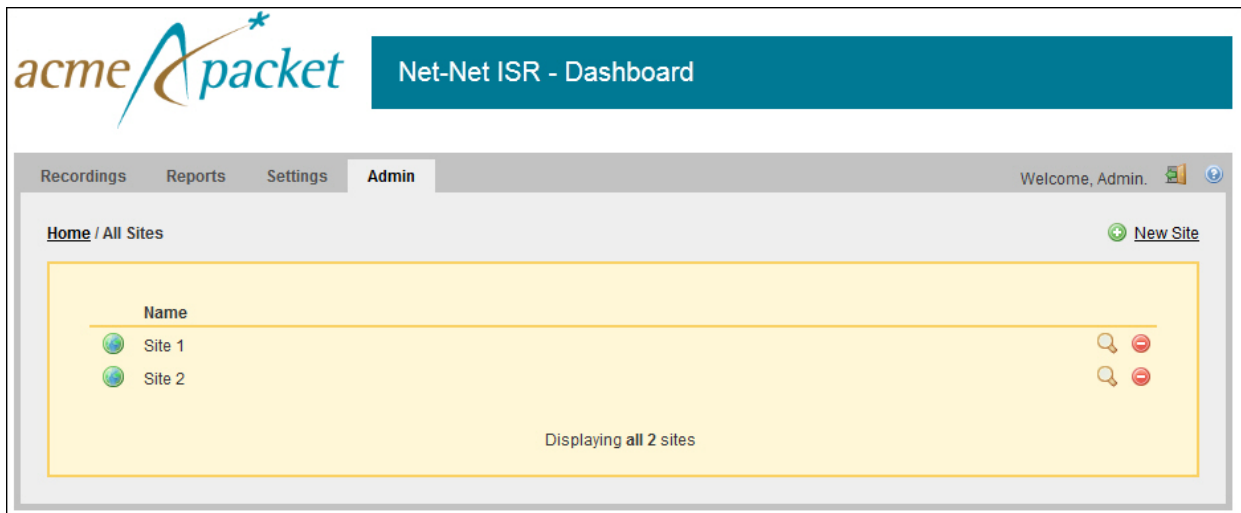 acme packet
Net-Net ISR - Dashboard
Recordings Reports Settings Admin Welcome, Admin.
Home / All Sites New Site
Name
Site 1
Site 2
Displaying all 2 sites